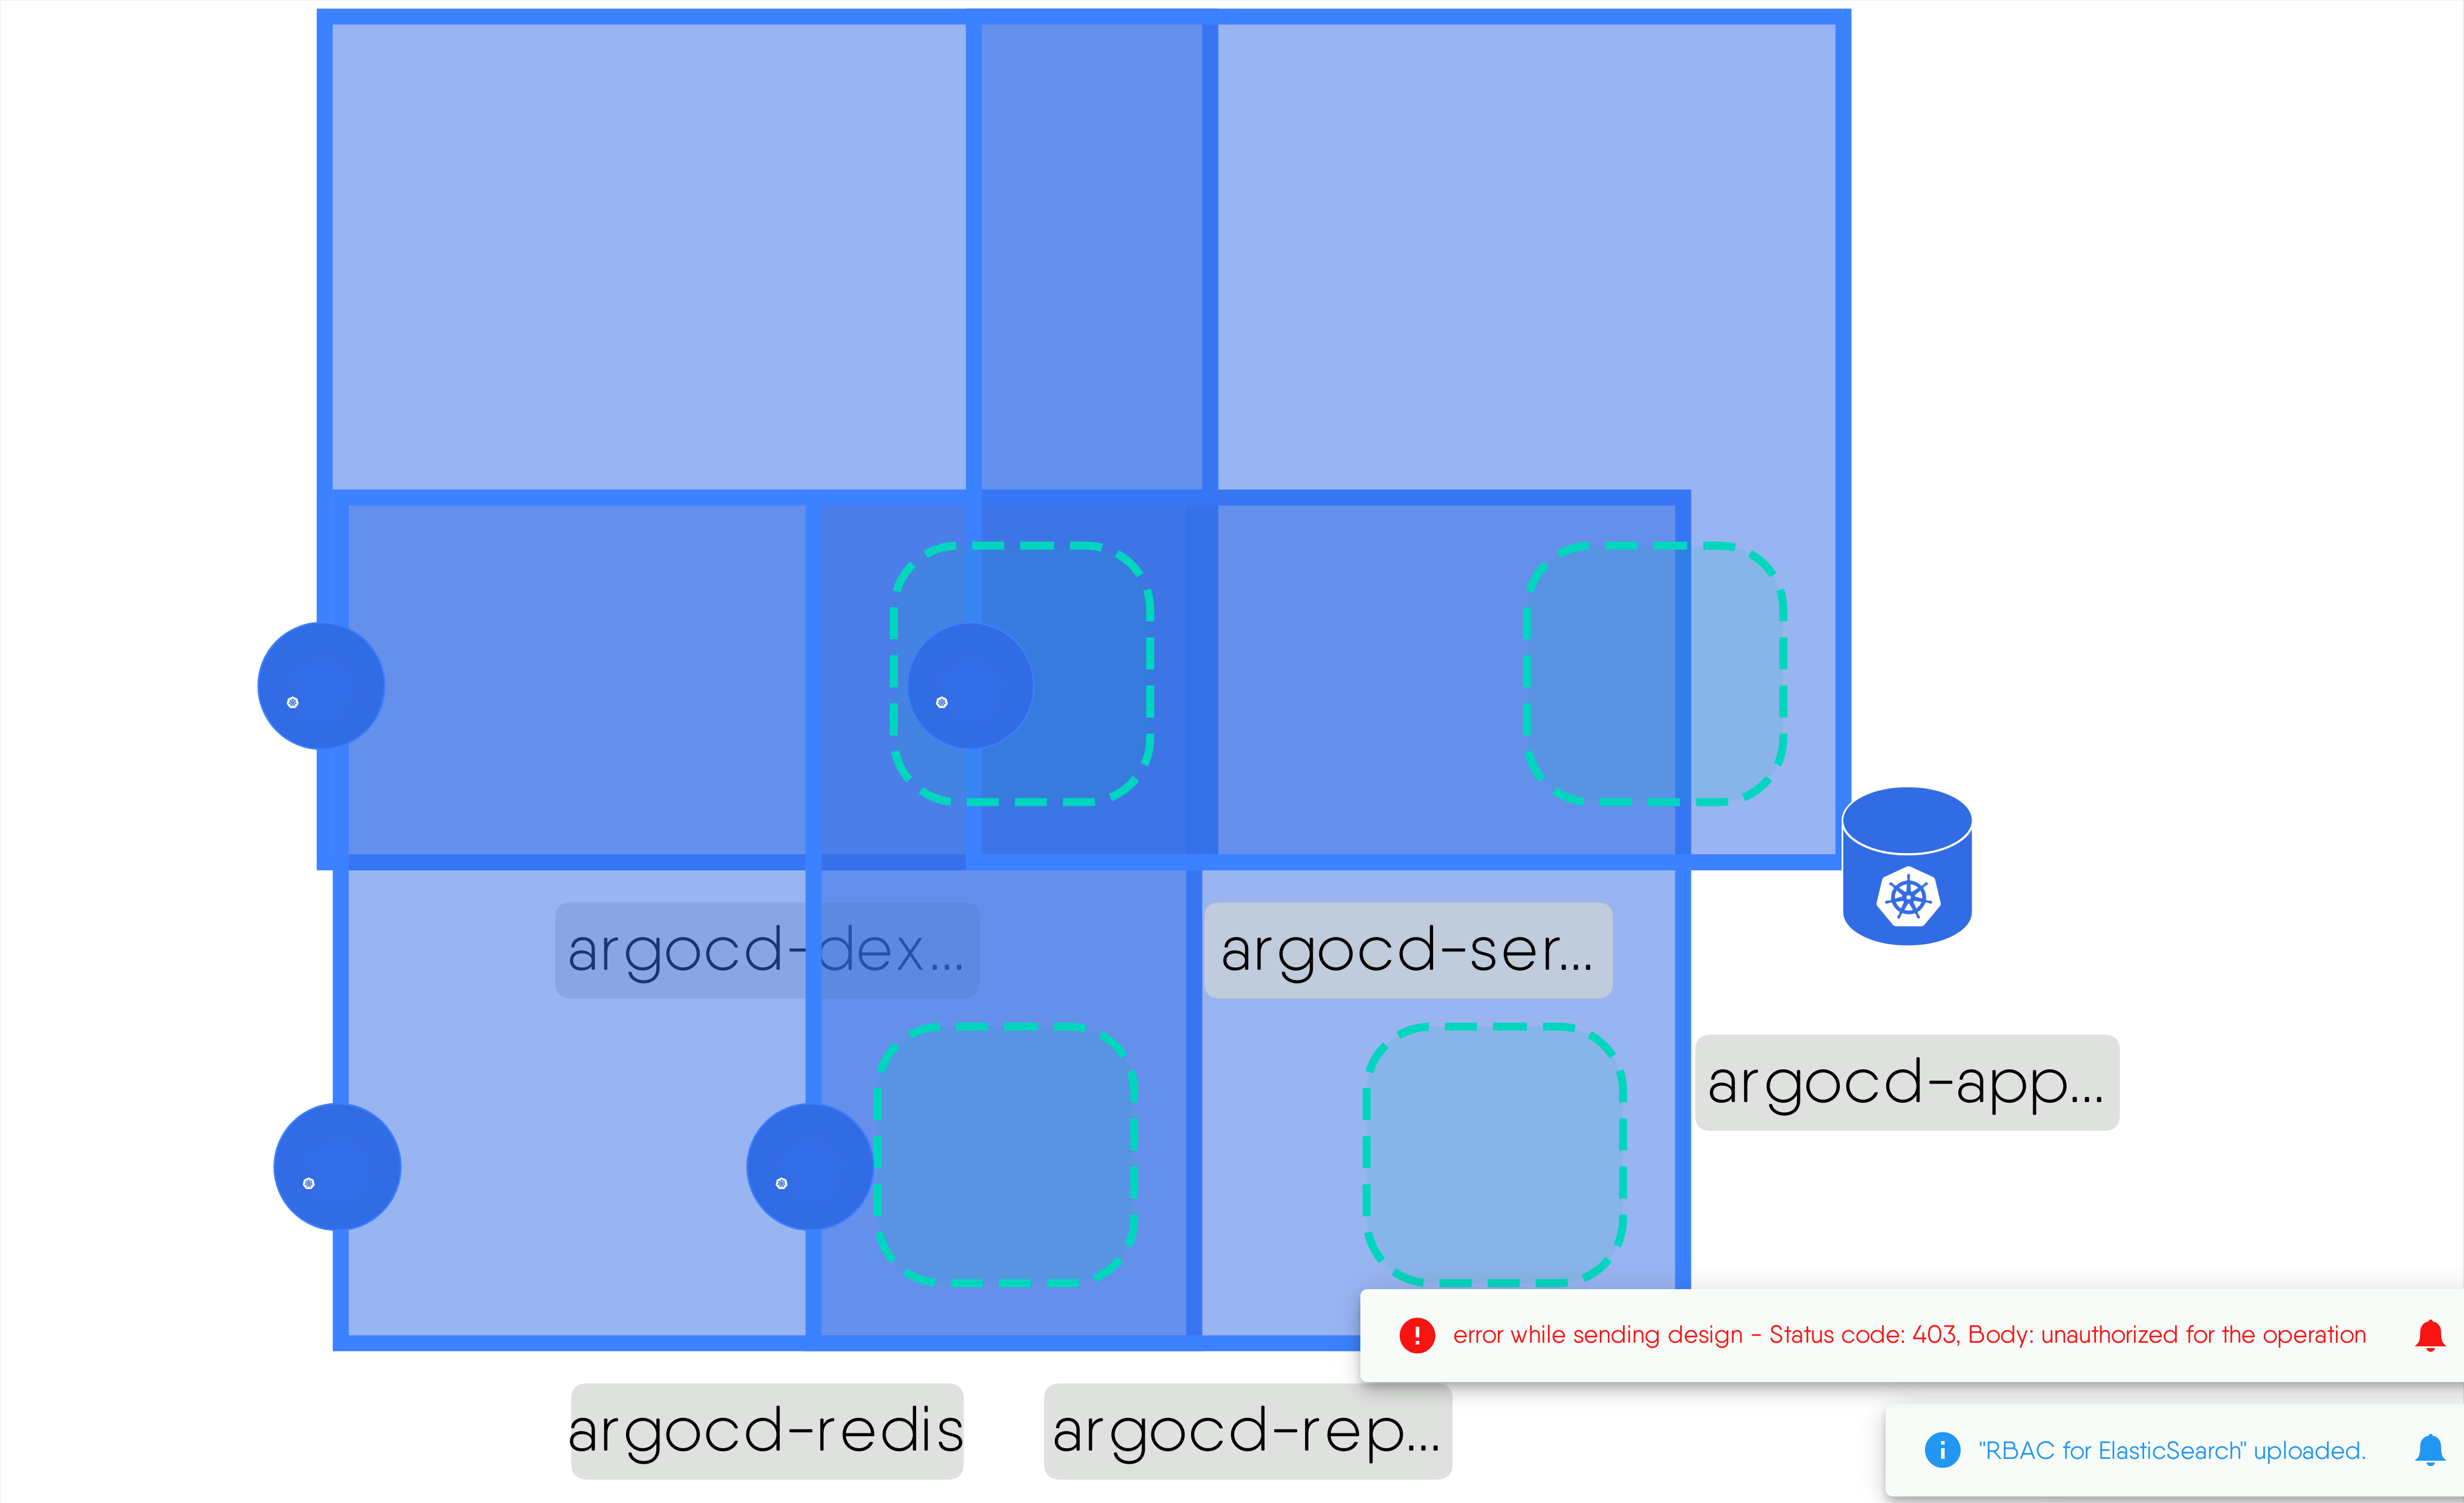 argocd-dex...
argocd-ser...
argocd-app...
error while sending design - Status code: 403, Body: unauthorized for the operation
argocd-redis
argocd-rep...
"RBAC for ElasticSearch" uploaded.